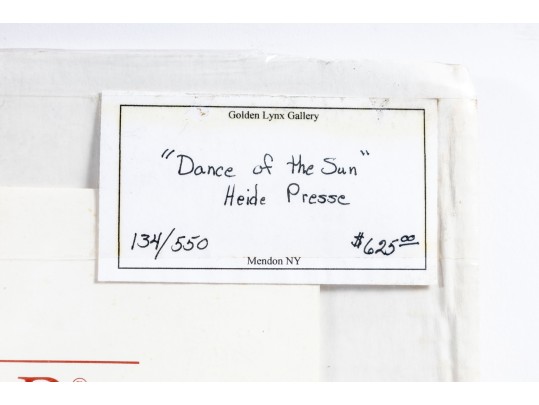 Golden Lynx Gallery
"Dance of the Sun"
Heide Presse
134/550 $625.00
Mendon NY